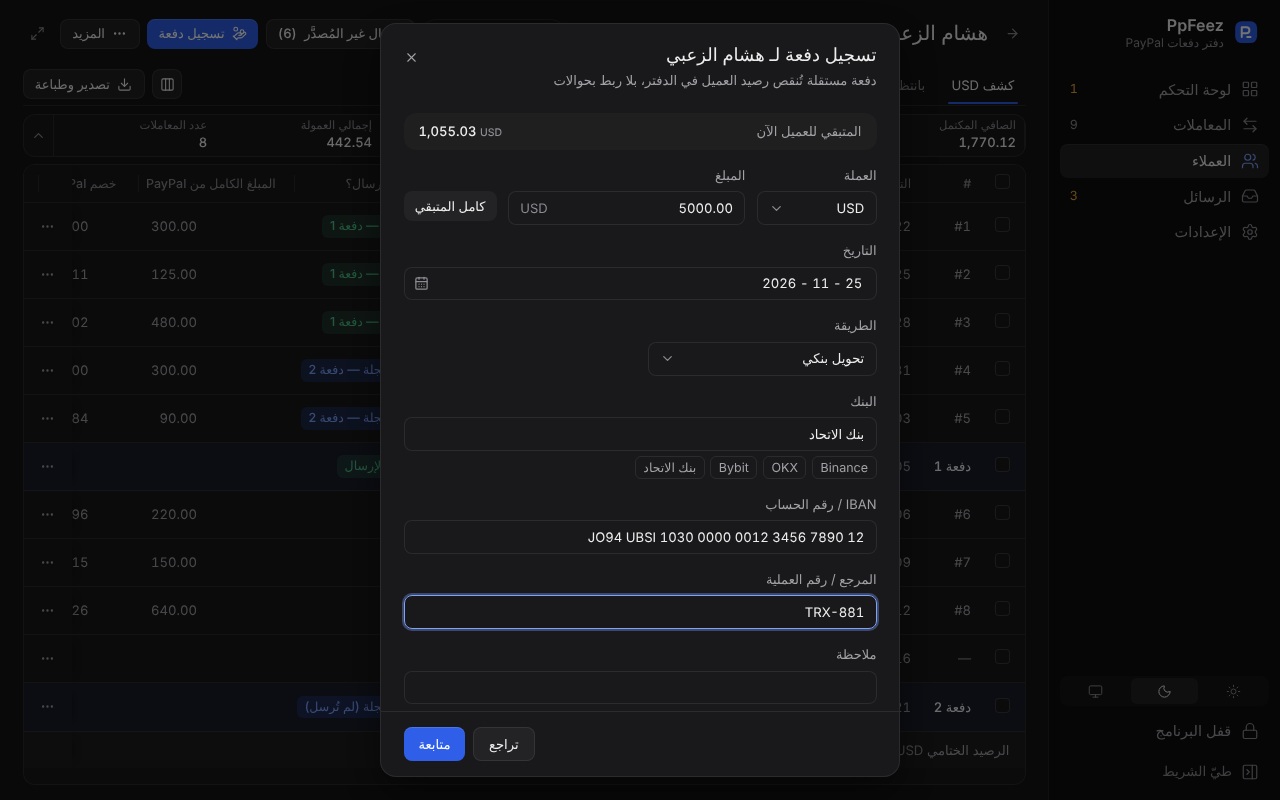 PpFeez
دفتر دفعات PayPal
لوحة التحكم 1
المعاملات 9
العملاء
الرسائل 3
الإعدادات
قفل البرنامج
طيّ الشريط
تسجيل دفعة
المزيد
كشف USD
تصدير وطباعة
الصافي المكتمل
1,770.12
إجمالي العمولة
442.54
عدد المعاملات
8
#
المبلغ الكامل من PayPal
خصم
#1 300.00
#2 125.00
#3 480.00
#4 300.00
#5 90.00
دفعة 1
#6 220.00
#7 150.00
#8 640.00
—
دفعة 2
الرصيد الختامي USD
تسجيل دفعة لـ هشام الزعبي
دفعة مستقلة تُنقص رصيد العميل في الدفتر، بلا ربط بحوالات
المتبقي للعميل الآن 1,055.03 USD
العملة المبلغ
USD 5000.00 USD كامل المتبقي
التاريخ
25 - 11 - 2026
الطريقة
تحويل بنكي
البنك
بنك الاتحاد
Binance OKX Bybit بنك الاتحاد
IBAN / رقم الحساب
JO94 UBSI 1030 0000 0012 3456 7890 12
المرجع / رقم العملية
TRX-881
ملاحظة
تراجع متابعة